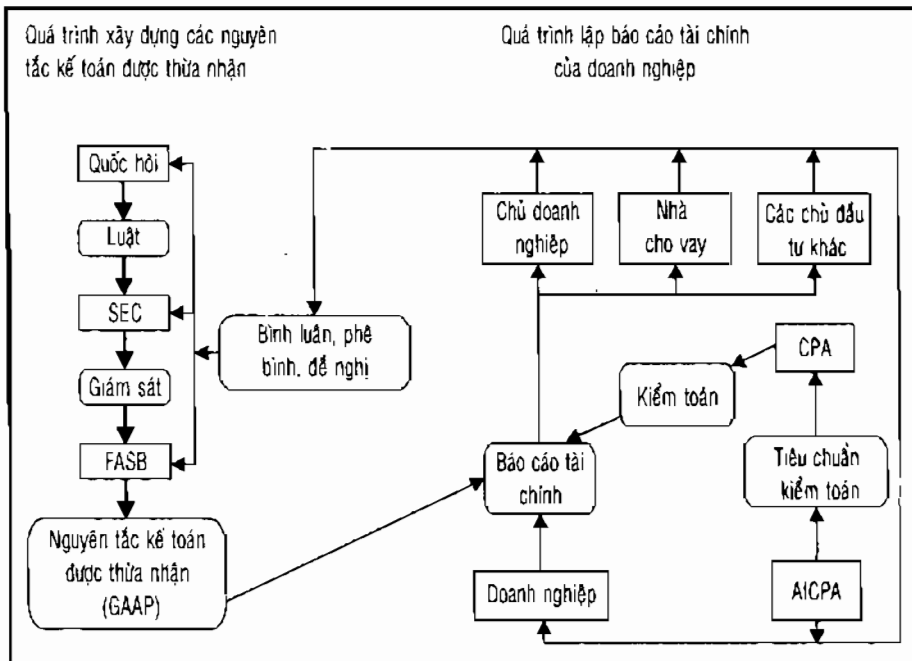 Quá trình xây dựng các nguyên
tắc kế toán được thừa nhận
Quá trình lập báo cảo tài chính
của doanh nghiệp
Quốc hôi
Luật
SEC
Giám sát
FASB
Nguyên tắc kế toán
được thừa nhận
(GAAP)
Bình luân, phê
bình. đề nghị
Chủ doanh
nghiệp
Nhà
cho vay
Các chủ đầu
tư khác
CPA
Kiểm toán
Báo cáo tài
chính
Tiêu chuẩn
kiểm toán
Doanh nghiệp
AICPA